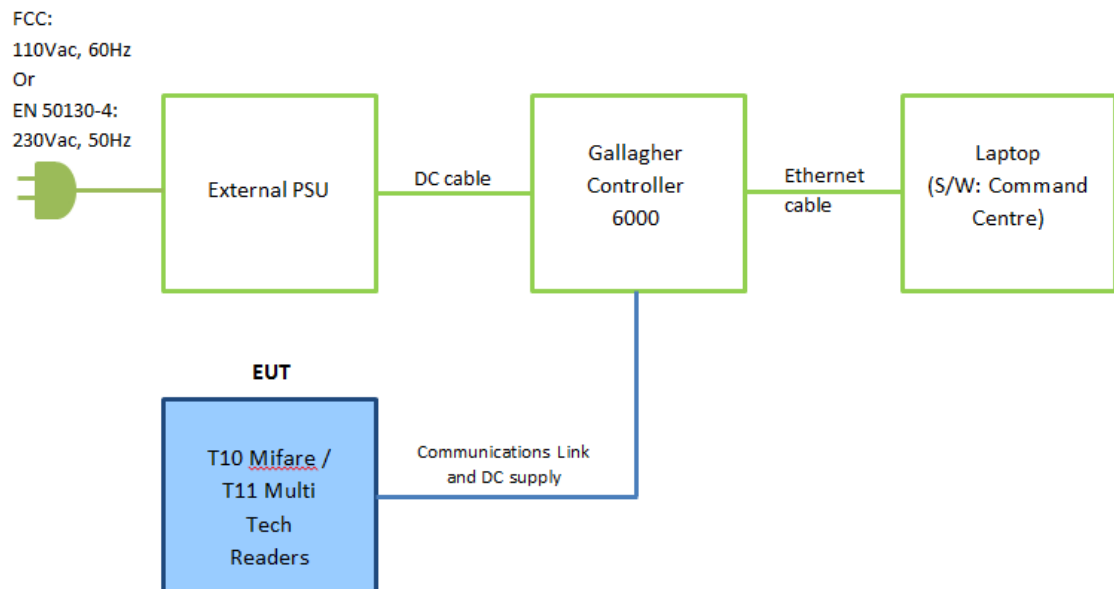 FCC:
110Vac, 60Hz
Or
EN 50130-4:
230Vac, 50Hz
External PSU
DC cable
Gallagher
Controller
6000
Ethernet
cable
Laptop
(S/W: Command
Centre)
EUT
T10 Mifare /
T11 Multi
Tech
Readers
Communications Link
and DC supply